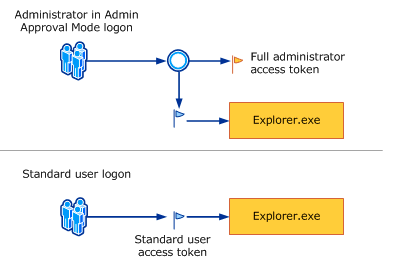 Administrator in Admin
Approval Mode logon
Full administrator
access token
Explorer.exe
Standard user logon
Explorer.exe
Standard user
access token